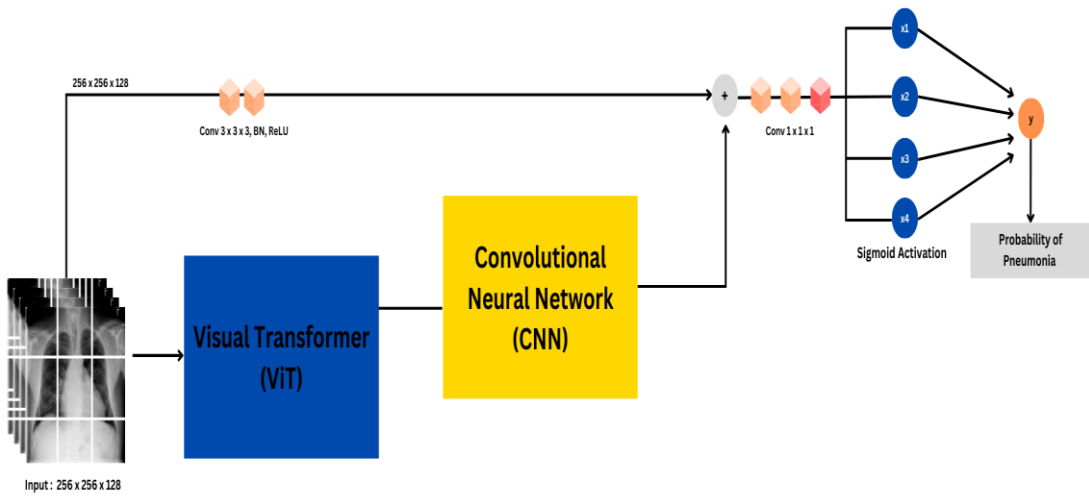 256 x 256 x 128
Conv 3 x 3 x 3, BN, ReLU
+
Conv 1 x 1 x 1
x1
x2
x3
x4
y
Sigmoid Activation
Probability of
Pneumonia
Visual Transformer
(ViT)
Convolutional
Neural Network
(CNN)
Input : 256 x 256 x 128